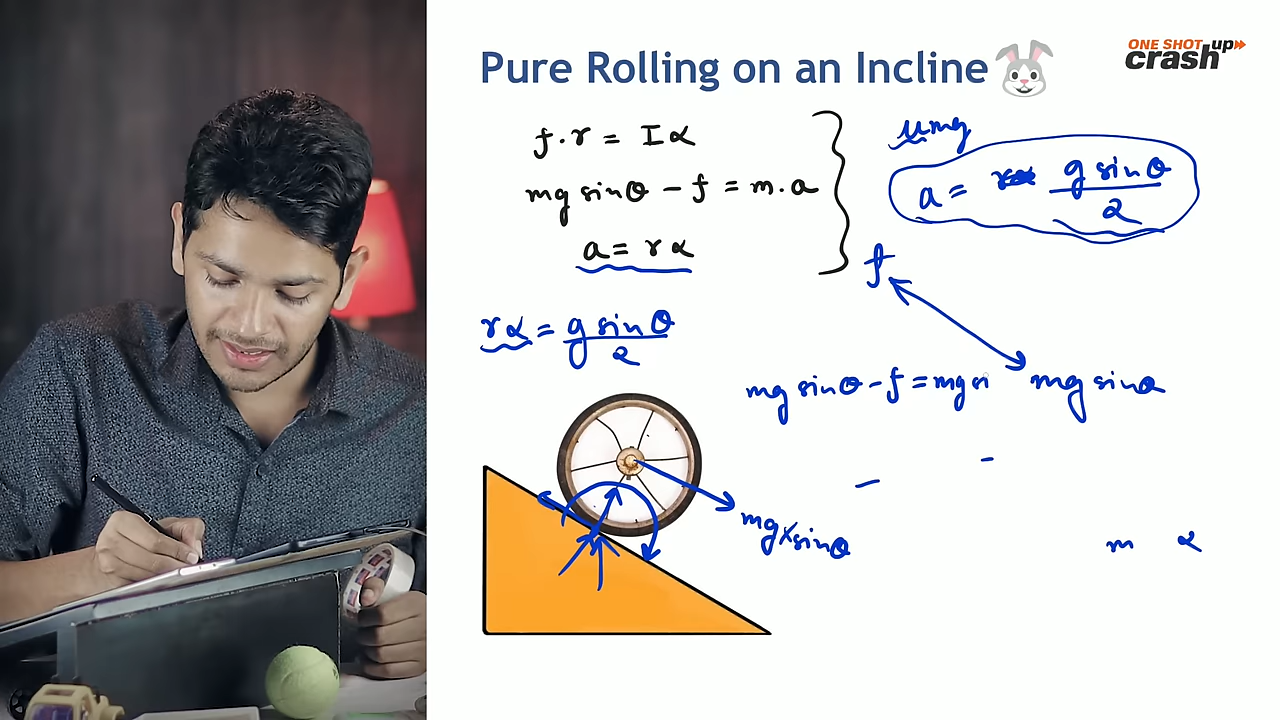 Pure Rolling on an Incline
ONE SHOT
crash up
f·r = Iα
mg sinθ − f = m·a
a = rα
μmg
a = g sinθ / 2
f
rα = g sinθ / 2
mg sinθ − f = mg si
mg sinθ
mg × sinθ
m α